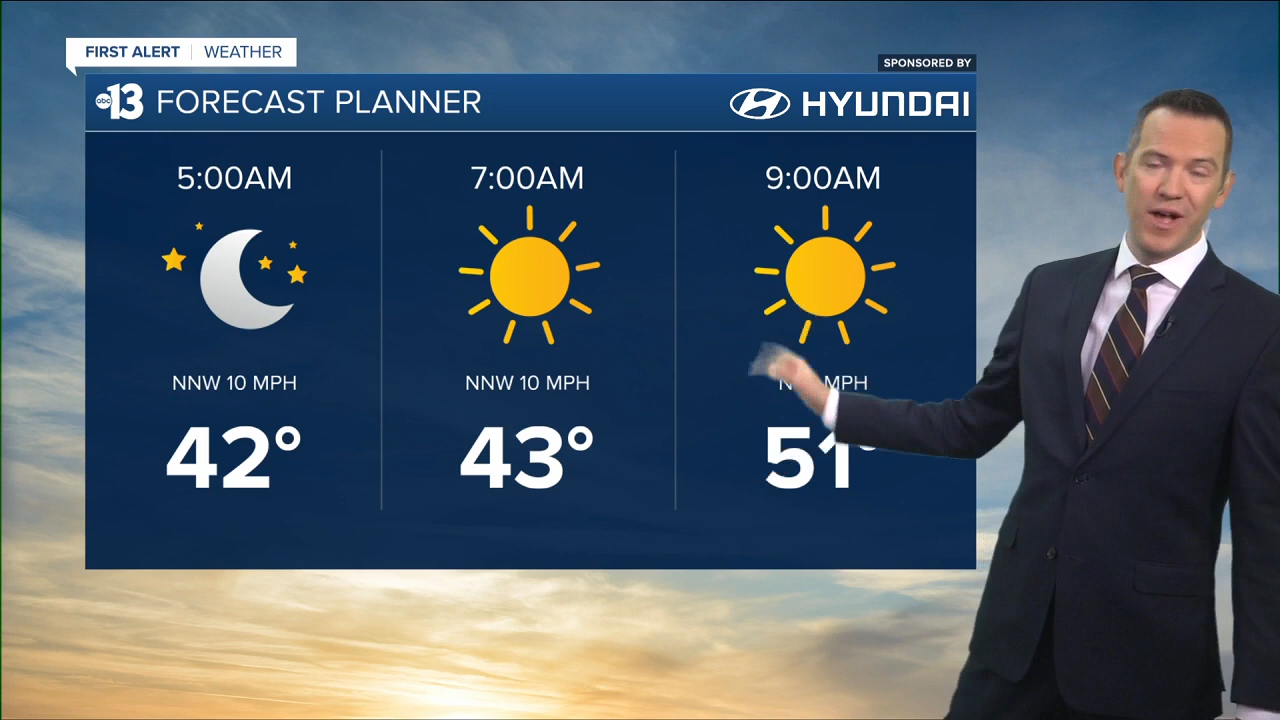 FIRST ALERT | WEATHER
SPONSORED BY
abc 13 FORECAST PLANNER
HYUNDAI
5:00AM
7:00AM
9:00AM
NNW 10 MPH
NNW 10 MPH
N MPH
42°
43°
51°